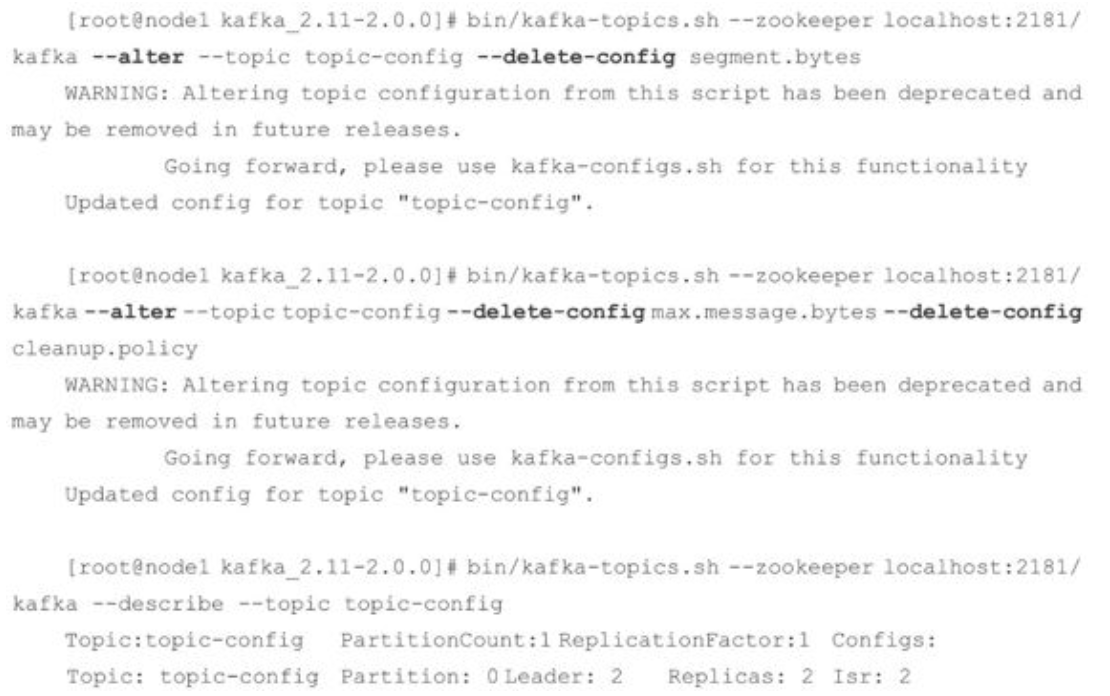 [root@node1 kafka_2.11-2.0.0]# bin/kafka-topics.sh --zookeeper localhost:2181/
kafka --alter --topic topic-config --delete-config segment.bytes
WARNING: Altering topic configuration from this script has been deprecated and
may be removed in future releases.
Going forward, please use kafka-configs.sh for this functionality
Updated config for topic "topic-config".
[root@node1 kafka_2.11-2.0.0]# bin/kafka-topics.sh --zookeeper localhost:2181/
kafka --alter --topic topic-config --delete-config max.message.bytes --delete-config
cleanup.policy
WARNING: Altering topic configuration from this script has been deprecated and
may be removed in future releases.
Going forward, please use kafka-configs.sh for this functionality
Updated config for topic "topic-config".
[root@node1 kafka_2.11-2.0.0]# bin/kafka-topics.sh --zookeeper localhost:2181/
kafka --describe --topic topic-config
Topic:topic-config PartitionCount:1 ReplicationFactor:1 Configs:
Topic: topic-config Partition: 0 Leader: 2 Replicas: 2 Isr: 2